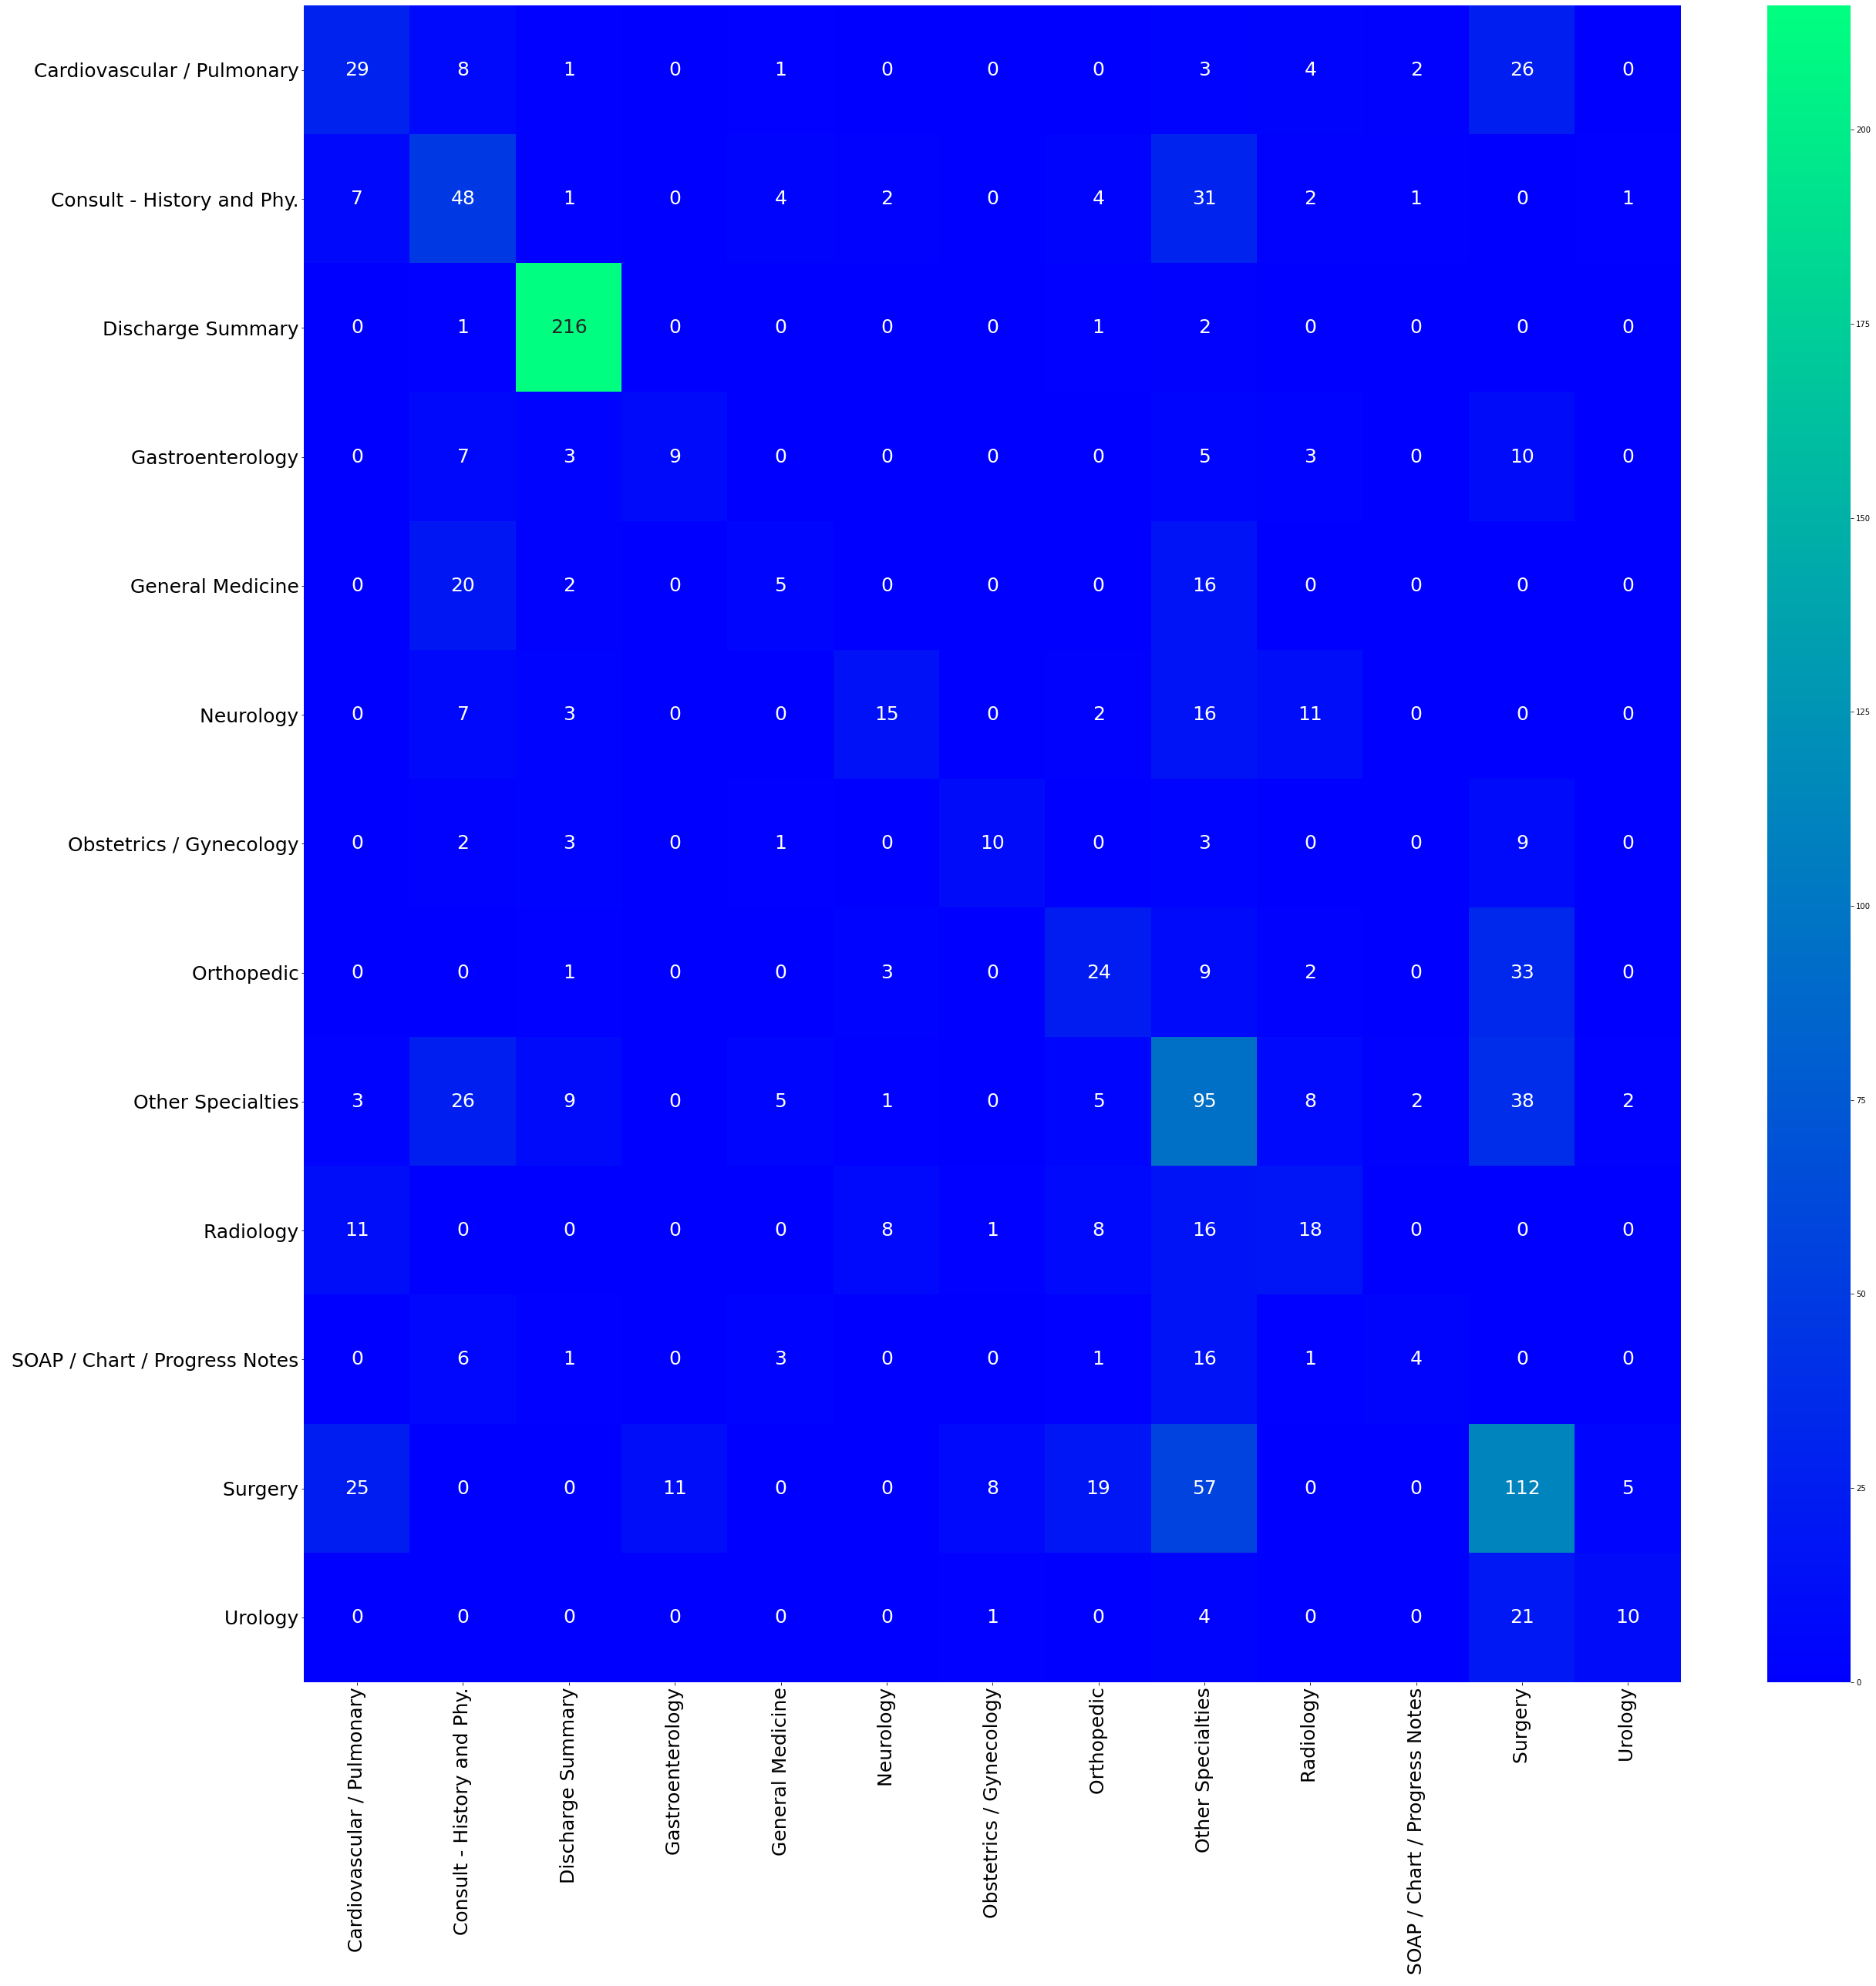 Cardiovascular / Pulmonary 29 8 1 0 1 0 0 0 3 4 2 26 0
Consult - History and Phy. 7 48 1 0 4 2 0 4 31 2 1 0 1
Discharge Summary 0 1 216 0 0 0 0 1 2 0 0 0 0
Gastroenterology 0 7 3 9 0 0 0 0 5 3 0 10 0
General Medicine 0 20 2 0 5 0 0 0 16 0 0 0 0
Neurology 0 7 3 0 0 15 0 2 16 11 0 0 0
Obstetrics / Gynecology 0 2 3 0 1 0 10 0 3 0 0 9 0
Orthopedic 0 0 1 0 0 3 0 24 9 2 0 33 0
Other Specialties 3 26 9 0 5 1 0 5 95 8 2 38 2
Radiology 11 0 0 0 0 8 1 8 16 18 0 0 0
SOAP / Chart / Progress Notes 0 6 1 0 3 0 0 1 16 1 4 0 0
Surgery 25 0 0 11 0 0 8 19 57 0 0 112 5
Urology 0 0 0 0 0 0 1 0 4 0 0 21 10
Cardiovascular / Pulmonary
Consult - History and Phy.
Discharge Summary
Gastroenterology
General Medicine
Neurology
Obstetrics / Gynecology
Orthopedic
Other Specialties
Radiology
SOAP / Chart / Progress Notes
Surgery
Urology
200
175
150
125
100
75
50
25
0